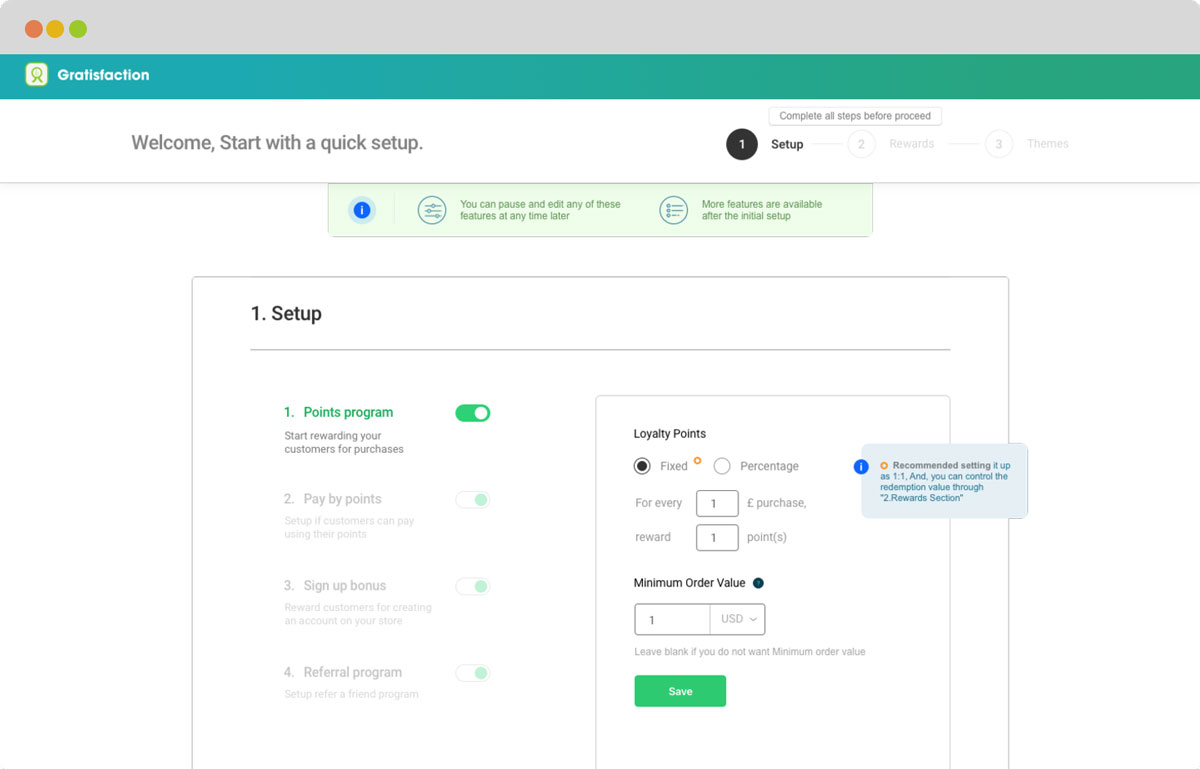 Gratisfaction
Welcome, Start with a quick setup.
Complete all steps before proceed
1 Setup 2 Rewards 3 Themes
i
You can pause and edit any of these
features at any time later
More features are available
after the initial setup
1. Setup
1. Points program
Start rewarding your
customers for purchases
2. Pay by points
Setup if customers can pay
using their points
3. Sign up bonus
Reward customers for creating
an account on your store
4. Referral program
Setup refer a friend program
Loyalty Points
Fixed Percentage
For every 1 £ purchase,
reward 1 point(s)
Minimum Order Value
1 USD
Leave blank if you do not want Minimum order value
Save
i
Recommended setting it up
as 1:1, And, you can control the
redemption value through
"2.Rewards Section"